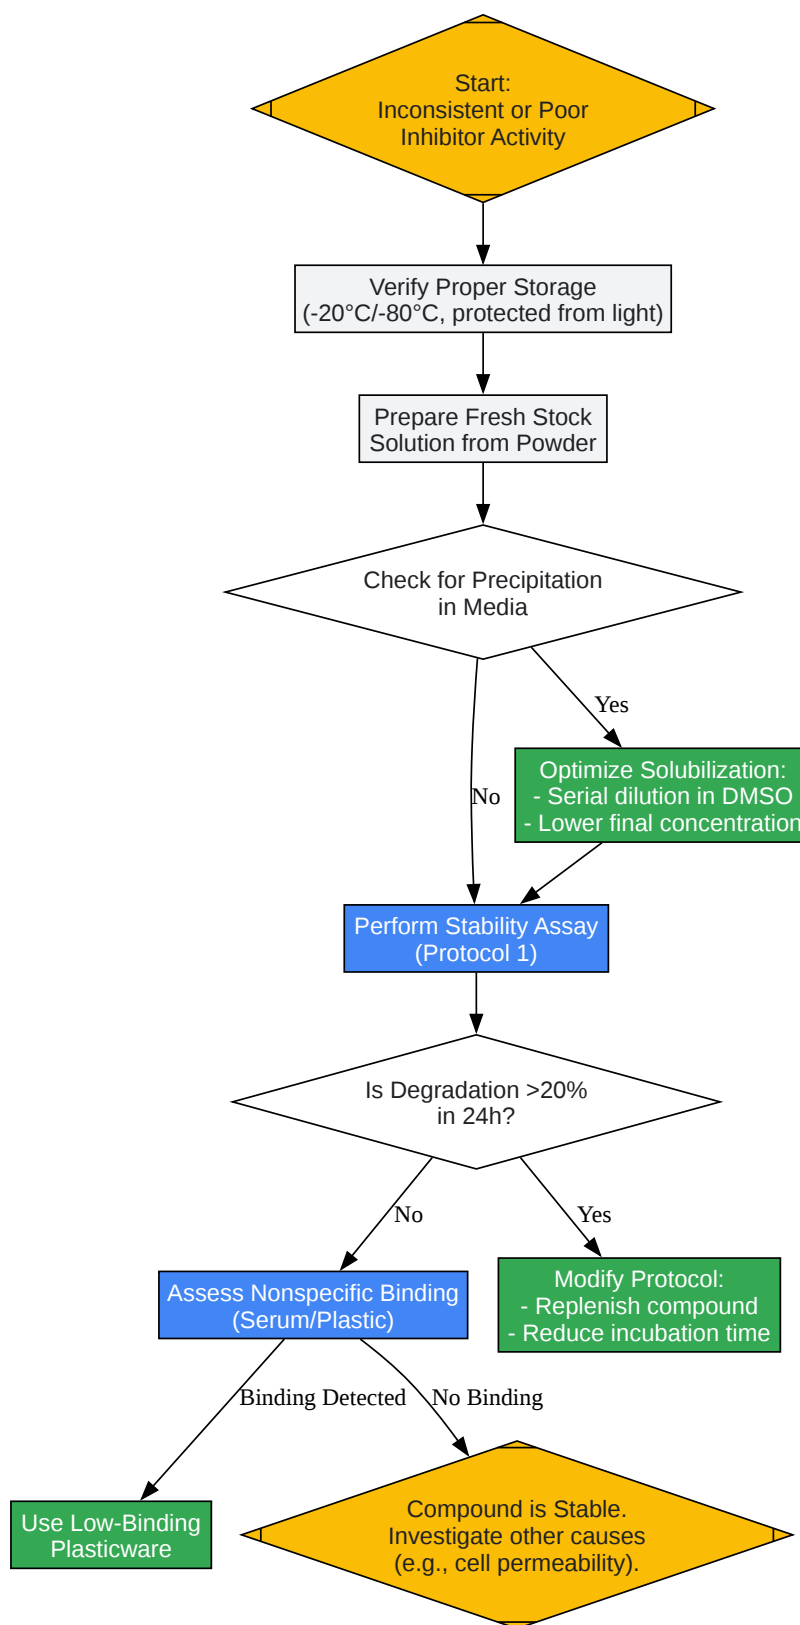 Start:
Inconsistent or Poor
Inhibitor Activity
Verify Proper Storage
(-20°C/-80°C, protected from light)
Prepare Fresh Stock
Solution from Powder
Check for Precipitation
in Media
Yes
Optimize Solubilization:
- Serial dilution in DMSO
- Lower final concentration
No
Perform Stability Assay
(Protocol 1)
Is Degradation >20%
in 24h?
No
Yes
Assess Nonspecific Binding
(Serum/Plastic)
Modify Protocol:
- Replenish compound
- Reduce incubation time
Binding Detected
No Binding
Use Low-Binding
Plasticware
Compound is Stable.
Investigate other causes
(e.g., cell permeability).